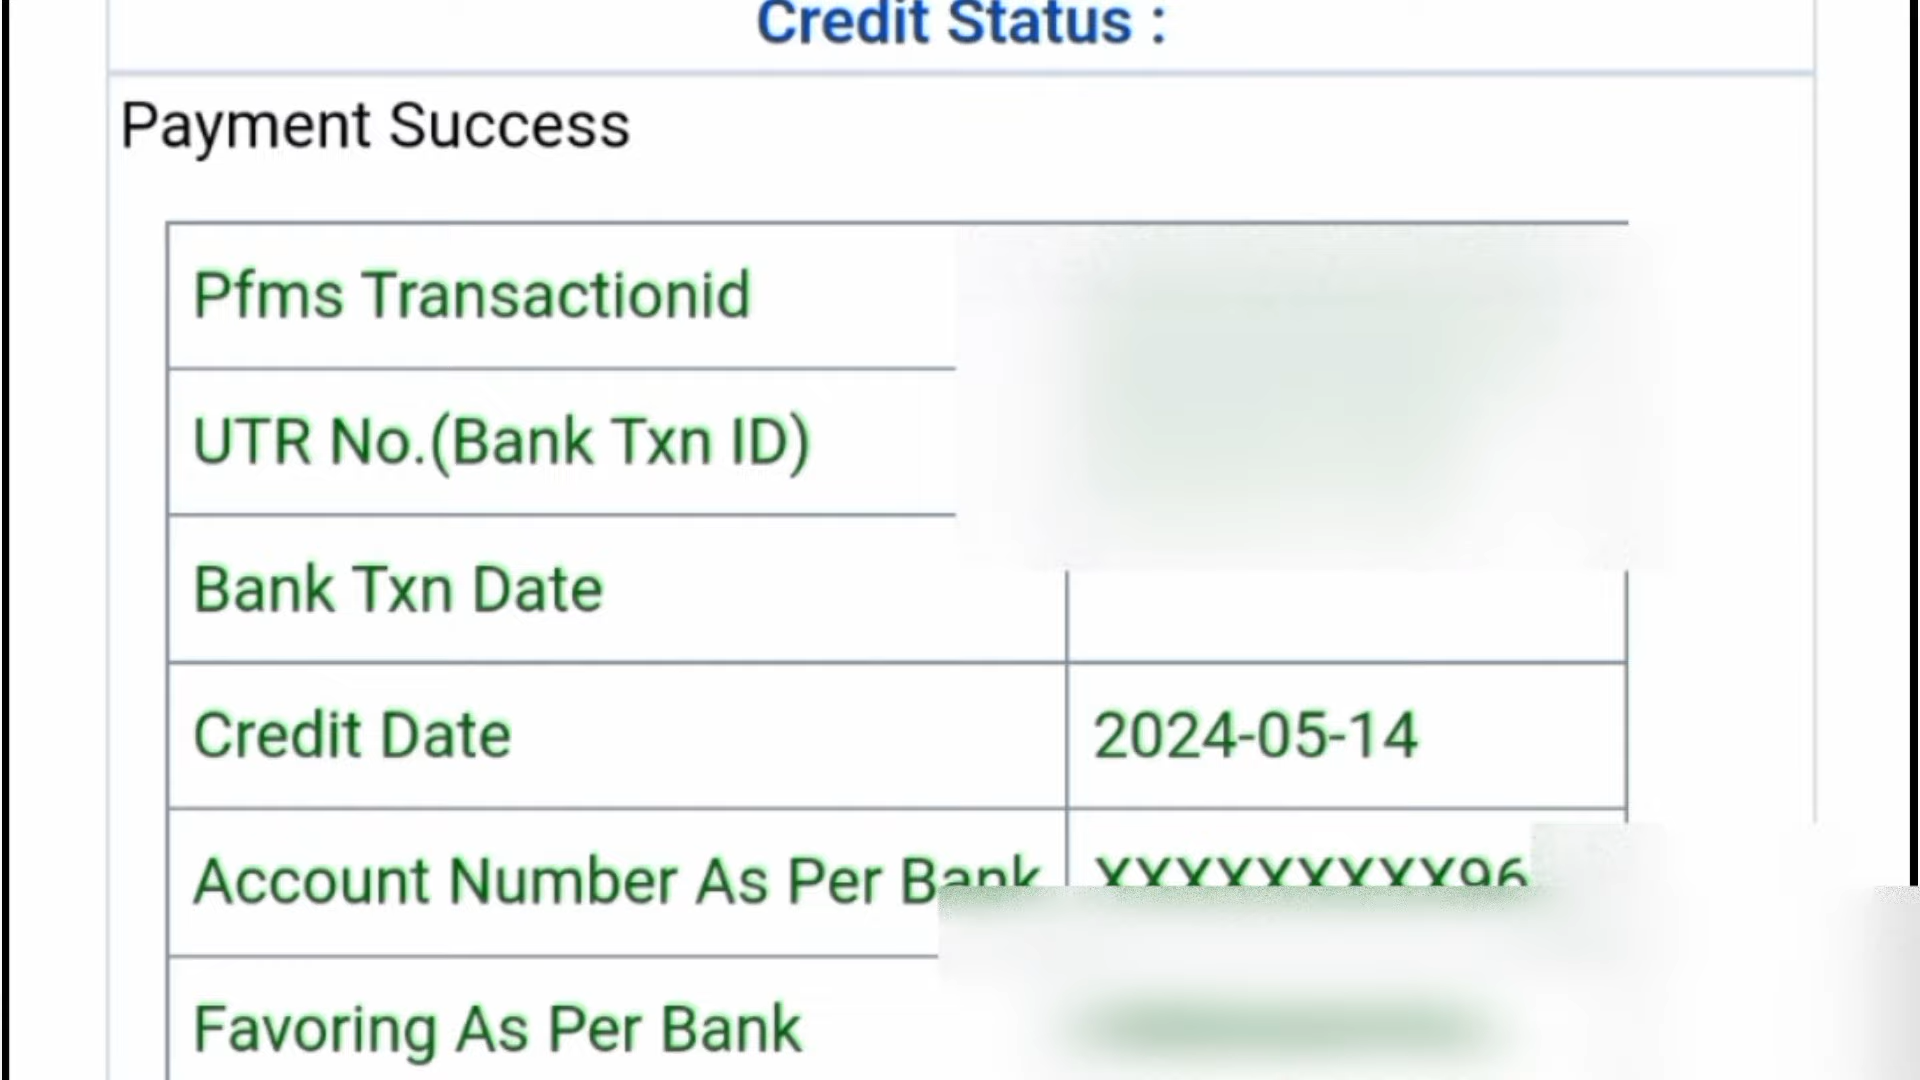 Credit Status :
Payment Success
Pfms Transactionid
UTR No.(Bank Txn ID)
Bank Txn Date
Credit Date 2024-05-14
Account Number As Per Bank XXXXXXXXX96
Favoring As Per Bank